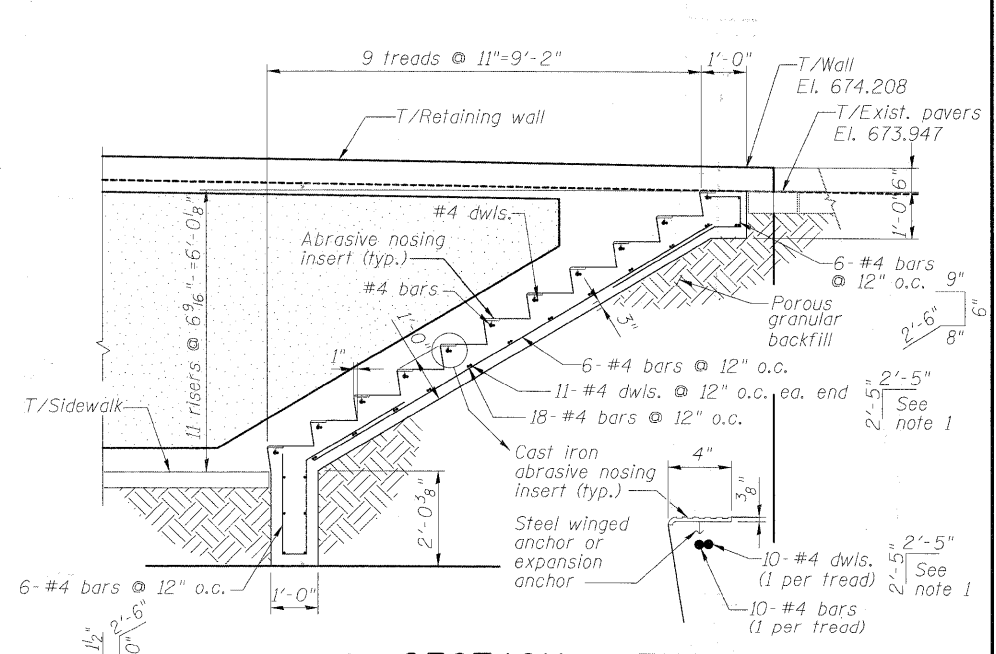 9 treads @ 11"=9'-2"
1'-0"
T/Wall
El. 674.208
T/Exist. pavers
El. 673.947
T/Retaining wall
6"
1'-0"
#4 dwls.
Abrasive nosing
insert (typ.)
#4 bars
11 risers @ 6 9/16"=6'-0 1/8"
6-#4 bars
@ 12" o.c.
9"
6"
2'-6"
8"
Porous
granular
backfill
3"
1'-0"
1"
6-#4 bars @ 12" o.c.
11-#4 dwls. @ 12" o.c. ea. end
18-#4 bars @ 12" o.c.
2'-5"
2'-5"
See
note 1
T/Sidewalk
Cast iron
abrasive nosing
insert (typ.)
4"
3/8"
2'-0 3/8"
Steel winged
anchor or
expansion
anchor
10-#4 dwls.
(1 per tread)
2'-5"
2'-5"
See
note 1
6-#4 bars @ 12" o.c.
1'-0"
10-#4 bars
(1 per tread)
2'-6"